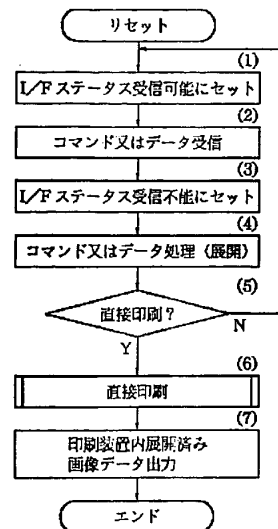 リセット
(1)
I/Fステータス受信可能にセット
(2)
コマンド又はデータ受信
(3)
I/Fステータス受信不能にセット
(4)
コマンド又はデータ処理（展開）
(5)
直接印刷？
N
Y
(6)
直接印刷
(7)
印刷装置内展開済み
画像データ出力
エンド